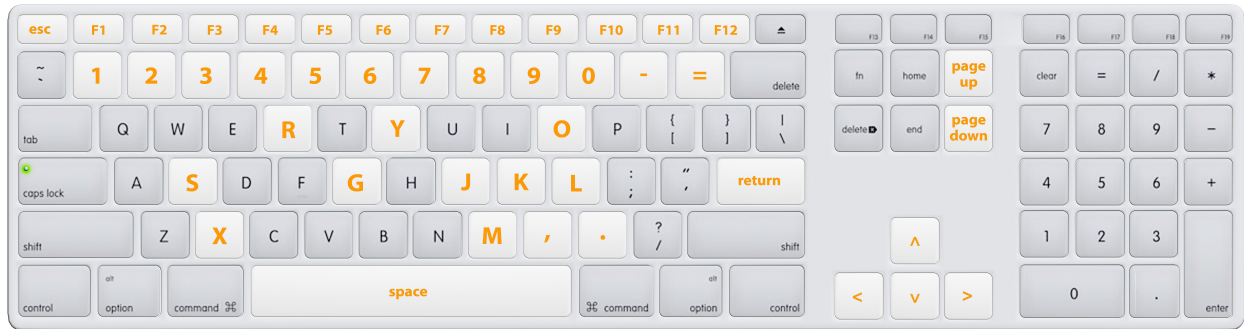 esc F1 F2 F3 F4 F5 F6 F7 F8 F9 F10 F11 F12 F13 F14 F15 F16 F17 F18 F19
~
` 1 2 3 4 5 6 7 8 9 0 - = delete fn home page up clear = / *
tab Q W E R T Y U I O P { [ } ] | \ delete end page down 7 8 9 −
caps lock A S D F G H J K L : ; " ' return 4 5 6 +
shift Z X C V B N M , . ? / shift ^ 1 2 3
control alt option command ⌘ space ⌘ command alt option control < v > 0 . enter